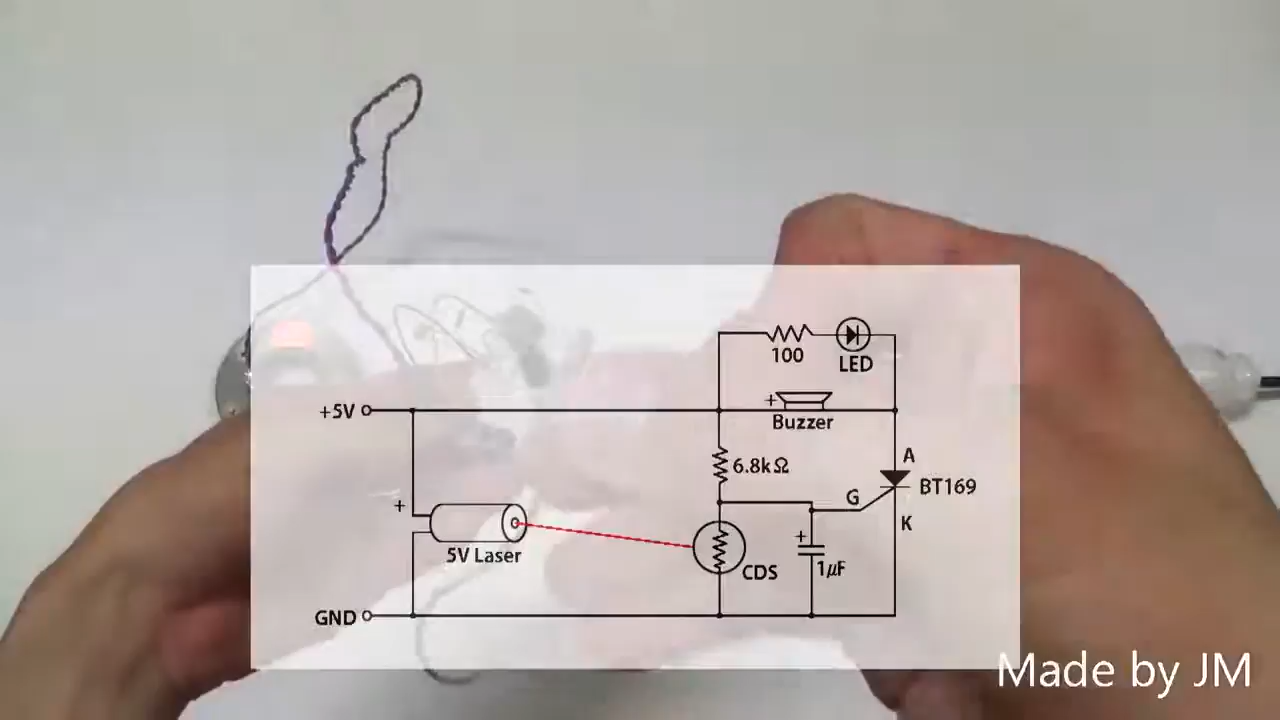 100
LED
+5V
+
Buzzer
6.8kΩ
A
BT169
G
K
+
5V Laser
+
1μF
CDS
GND
Made by JM